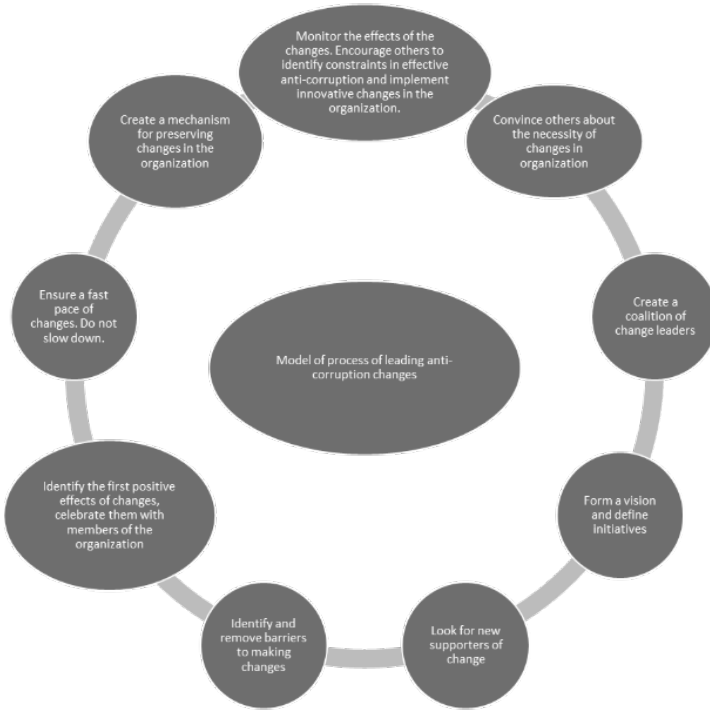 Monitor the effects of the
changes. Encourage others to
identify constraints in effective
anti-corruption and implement
innovative changes in the
organization.
Convince others about
the necessity of
changes in
organization
Create a
coalition of
change leaders
Form a vision
and define
initiatives
Look for new
supporters of
change
Identify and
remove barriers
to making
changes
Identify the first positive
effects of changes,
celebrate them with
members of the
organization
Ensure a fast
pace of
changes. Do not
slow down.
Create a mechanism
for preserving
changes in the
organization
Model of process of leading anti-
corruption changes